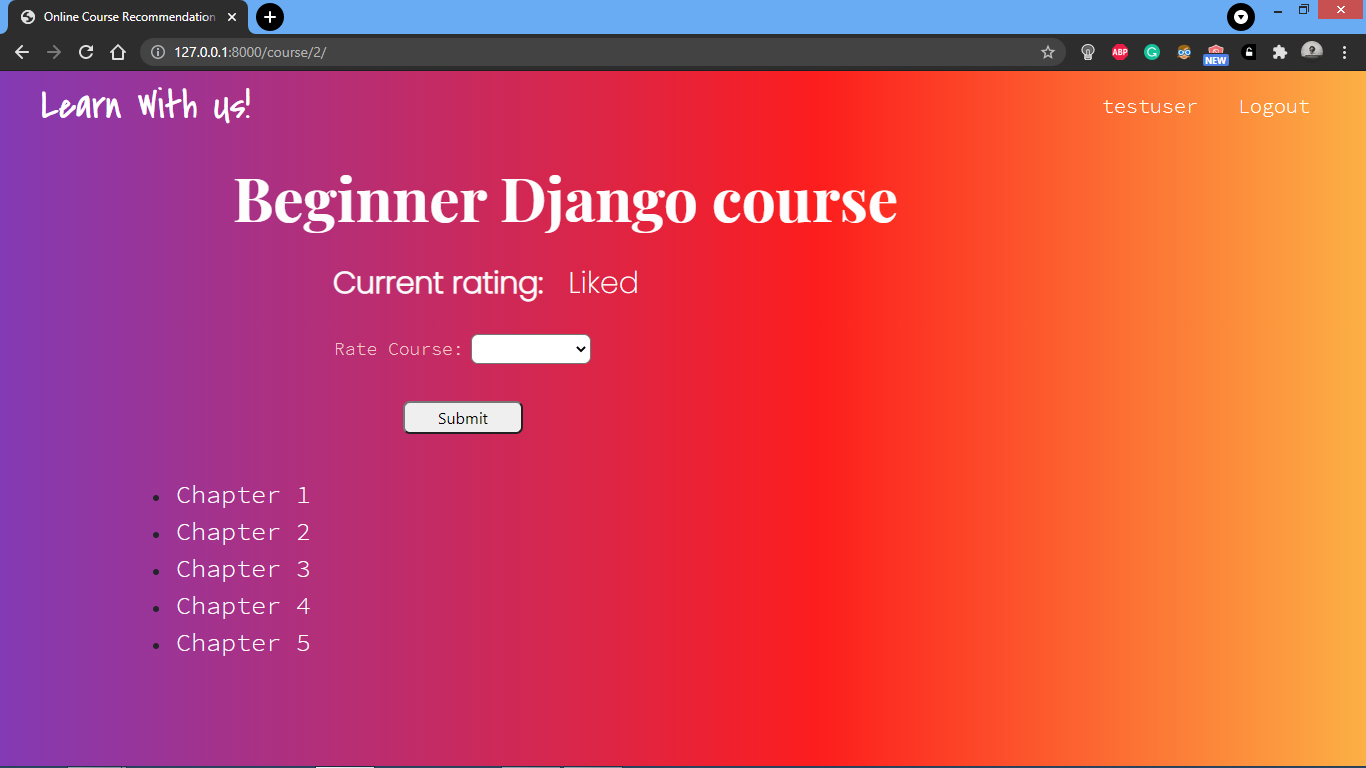 Online Course Recommendation
127.0.0.1:8000/course/2/
ABP
NEW
Learn With Us!
testuser
Logout
Beginner Django course
Current rating: Liked
Rate Course:
Submit
Chapter 1
Chapter 2
Chapter 3
Chapter 4
Chapter 5